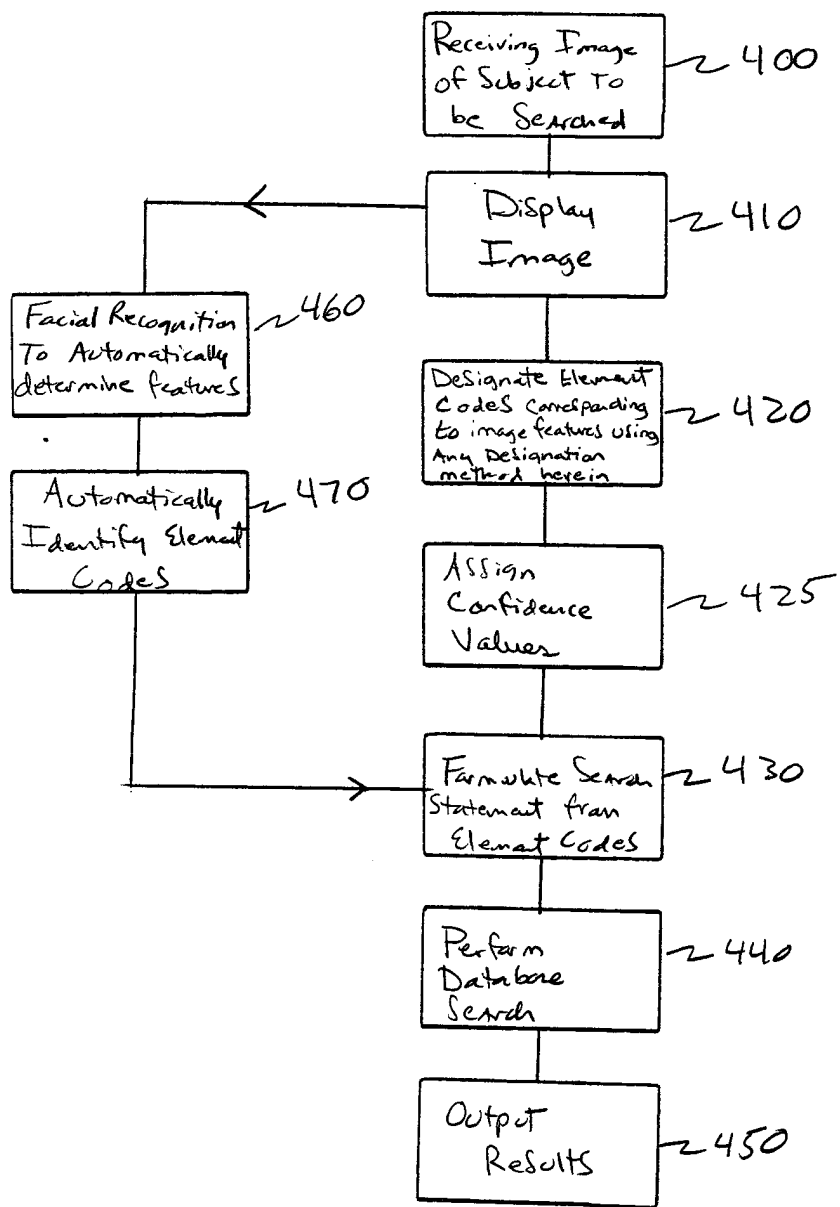 Receiving Image
of Subject To
be Searched
400
Display
Image
410
Facial Recognition
To Automatically
determine features
460
Designate Element
Codes corresponding
to image features using
Any Designation
method herein
420
Automatically
Identify Element
Codes
470
Assign
Confidence
Values
425
Formulate Search
Statement from
Element Codes
430
Perform
Database
Search
440
Output
Results
450